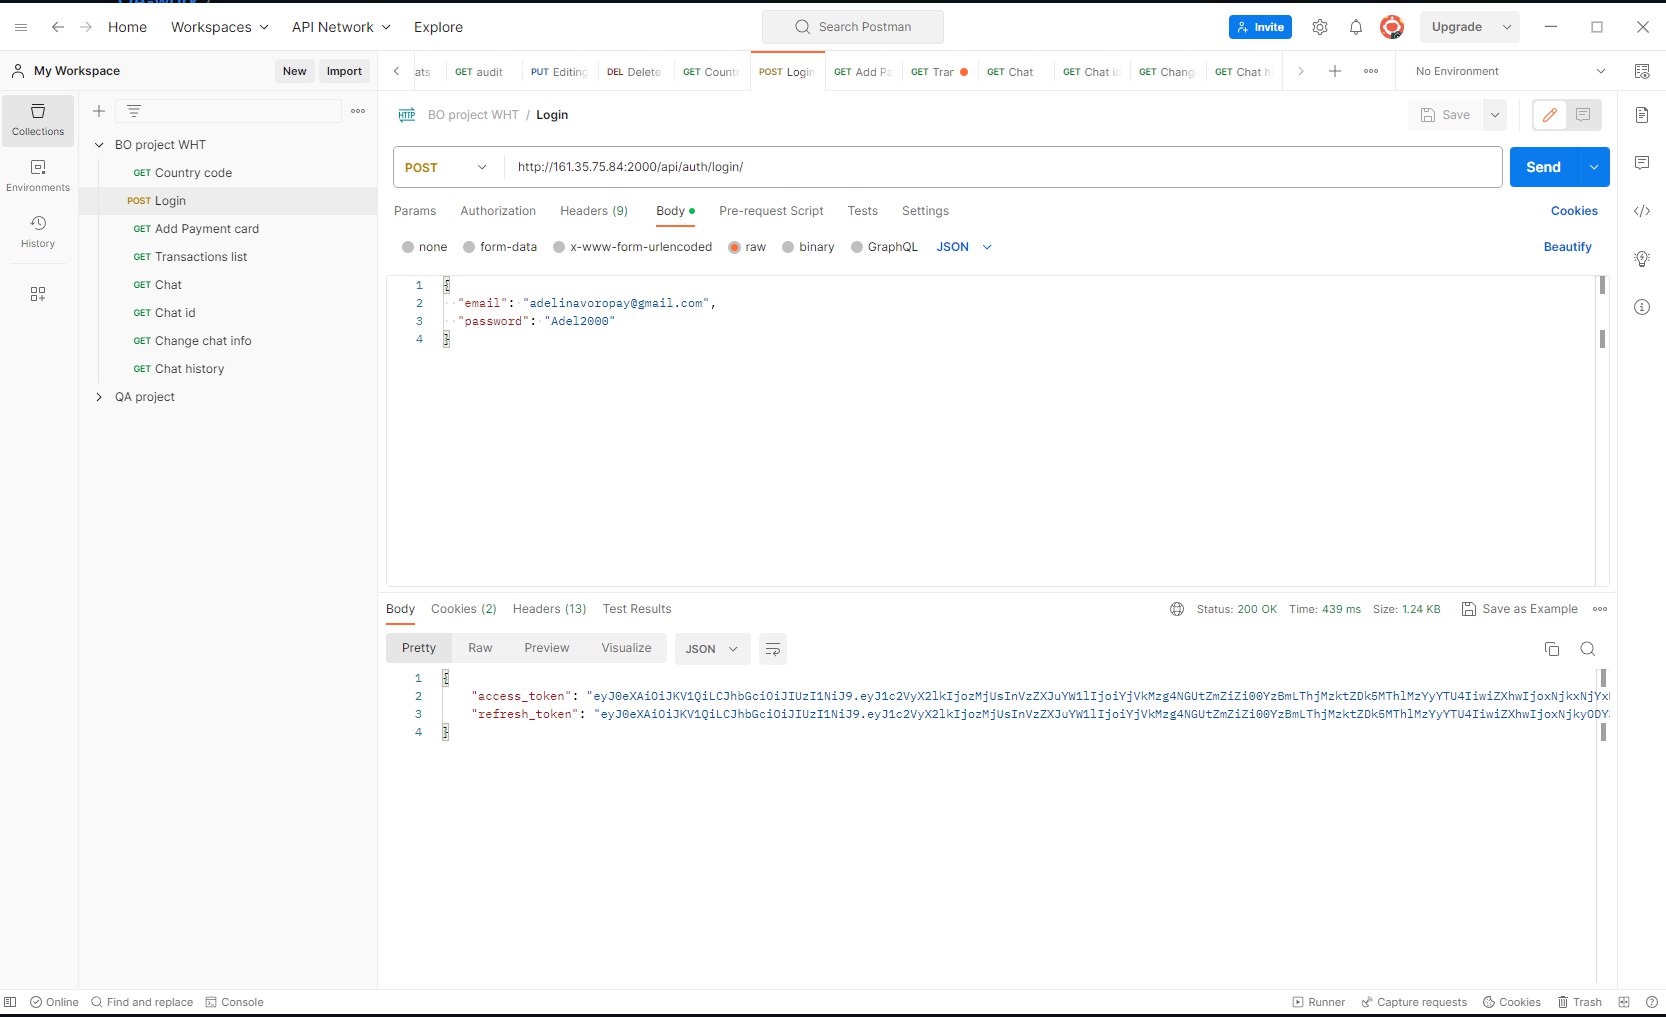 Home Workspaces API Network Explore Search Postman Invite Upgrade
My Workspace New Import ats GET audit PUT Editing DEL Delete GET Countr POST Login GET Add Pa GET Tran GET Chat GET Chat ic GET Chang GET Chat h No Environment
Collections
Environments
History
BO project WHT
GET Country code
POST Login
GET Add Payment card
GET Transactions list
GET Chat
GET Chat id
GET Change chat info
GET Chat history
QA project
HTTP BO project WHT / Login Save
POST http://161.35.75.84:2000/api/auth/login/ Send
Params Authorization Headers (9) Body Pre-request Script Tests Settings Cookies
none form-data x-www-form-urlencoded raw binary GraphQL JSON Beautify
1 {
2 "email": "adelinavoropay@gmail.com",
3 "password": "Adel2000"
4 }
Body Cookies (2) Headers (13) Test Results Status: 200 OK Time: 439 ms Size: 1.24 KB Save as Example
Pretty Raw Preview Visualize JSON
1 {
2 "access_token": "eyJ0eXAiOiJKV1QiLCJhbGciOiJIUzI1NiJ9.eyJ1c2VyX2lkIjozMjUsInVzZXJuYW1lIjoiYjVkMzg4NGUtZmZiZi00YzBmLThjMzktZDk5MThlMzYyYTU4IiwiZXhwIjoxNjkxNjYx
3 "refresh_token": "eyJ0eXAiOiJKV1QiLCJhbGciOiJIUzI1NiJ9.eyJ1c2VyX2lkIjozMjUsInVzZXJuYW1lIjoiYjVkMzg4NGUtZmZiZi00YzBmLThjMzktZDk5MThlMzYyYTU4IiwiZXhwIjoxNjkyODY
4 }
Online Find and replace Console Runner Capture requests Cookies Trash